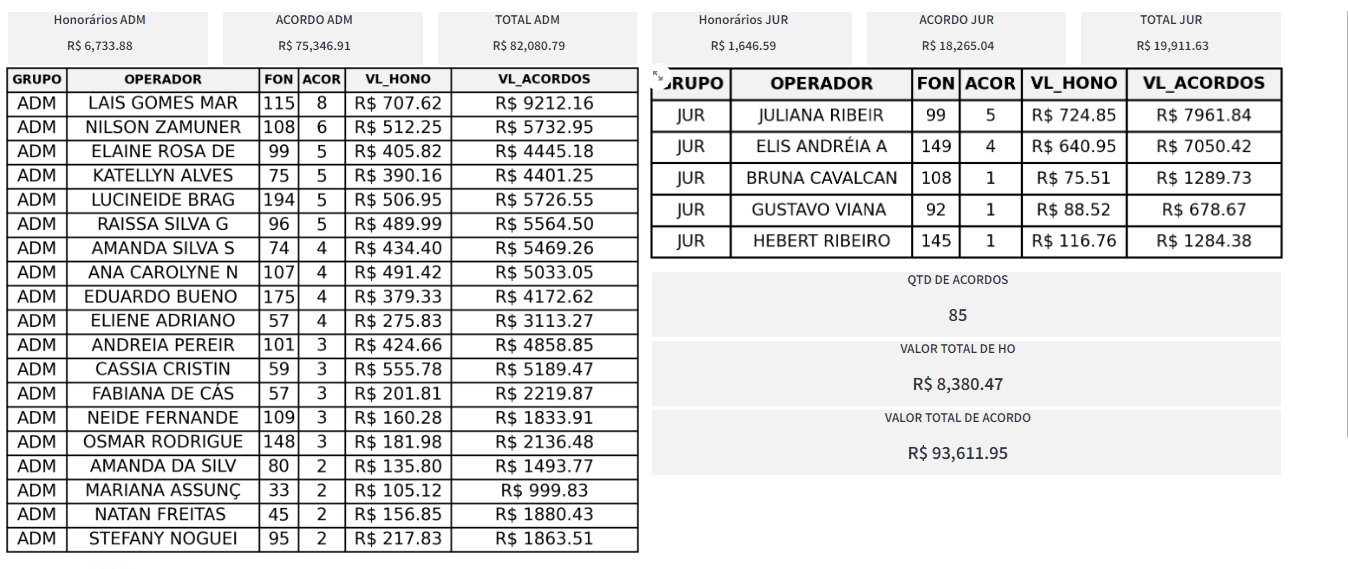 Honorários ADM ACORDO ADM TOTAL ADM
R$ 6,733.88 R$ 75,346.91 R$ 82,080.79
GRUPO OPERADOR FON ACOR VL_HONO VL_ACORDOS
ADM LAIS GOMES MAR 115 8 R$ 707.62 R$ 9212.16
ADM NILSON ZAMUNER 108 6 R$ 512.25 R$ 5732.95
ADM ELAINE ROSA DE 99 5 R$ 405.82 R$ 4445.18
ADM KATELLYN ALVES 75 5 R$ 390.16 R$ 4401.25
ADM LUCINEIDE BRAG 194 5 R$ 506.95 R$ 5726.55
ADM RAISSA SILVA G 96 5 R$ 489.99 R$ 5564.50
ADM AMANDA SILVA S 74 4 R$ 434.40 R$ 5469.26
ADM ANA CAROLYNE N 107 4 R$ 491.42 R$ 5033.05
ADM EDUARDO BUENO 175 4 R$ 379.33 R$ 4172.62
ADM ELIENE ADRIANO 57 4 R$ 275.83 R$ 3113.27
ADM ANDREIA PEREIR 101 3 R$ 424.66 R$ 4858.85
ADM CASSIA CRISTIN 59 3 R$ 555.78 R$ 5189.47
ADM FABIANA DE CÁS 57 3 R$ 201.81 R$ 2219.87
ADM NEIDE FERNANDE 109 3 R$ 160.28 R$ 1833.91
ADM OSMAR RODRIGUE 148 3 R$ 181.98 R$ 2136.48
ADM AMANDA DA SILV 80 2 R$ 135.80 R$ 1493.77
ADM MARIANA ASSUNÇ 33 2 R$ 105.12 R$ 999.83
ADM NATAN FREITAS 45 2 R$ 156.85 R$ 1880.43
ADM STEFANY NOGUEI 95 2 R$ 217.83 R$ 1863.51
Honorários JUR ACORDO JUR TOTAL JUR
R$ 1,646.59 R$ 18,265.04 R$ 19,911.63
GRUPO OPERADOR FON ACOR VL_HONO VL_ACORDOS
JUR JULIANA RIBEIR 99 5 R$ 724.85 R$ 7961.84
JUR ELIS ANDRÉIA A 149 4 R$ 640.95 R$ 7050.42
JUR BRUNA CAVALCAN 108 1 R$ 75.51 R$ 1289.73
JUR GUSTAVO VIANA 92 1 R$ 88.52 R$ 678.67
JUR HEBERT RIBEIRO 145 1 R$ 116.76 R$ 1284.38
QTD DE ACORDOS
85
VALOR TOTAL DE HO
R$ 8,380.47
VALOR TOTAL DE ACORDO
R$ 93,611.95